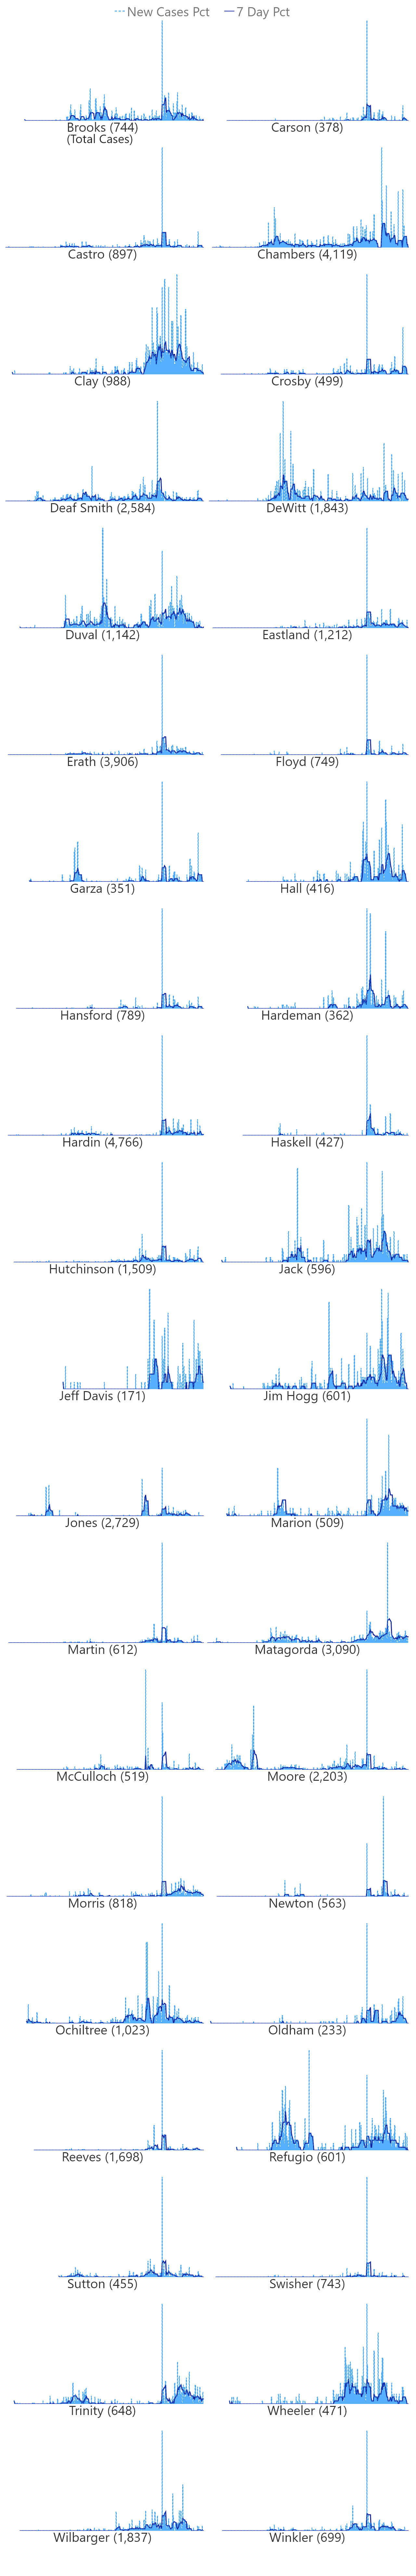 New Cases Pct 7 Day Pct
Brooks (744) Carson (378)
(Total Cases)
Castro (897) Chambers (4,119)
Clay (988) Crosby (499)
Deaf Smith (2,584) DeWitt (1,843)
Duval (1,142) Eastland (1,212)
Erath (3,906) Floyd (749)
Garza (351) Hall (416)
Hansford (789) Hardeman (362)
Hardin (4,766) Haskell (427)
Hutchinson (1,509) Jack (596)
Jeff Davis (171) Jim Hogg (601)
Jones (2,729) Marion (509)
Martin (612) Matagorda (3,090)
McCulloch (519) Moore (2,203)
Morris (818) Newton (563)
Ochiltree (1,023) Oldham (233)
Reeves (1,698) Refugio (601)
Sutton (455) Swisher (743)
Trinity (648) Wheeler (471)
Wilbarger (1,837) Winkler (699)